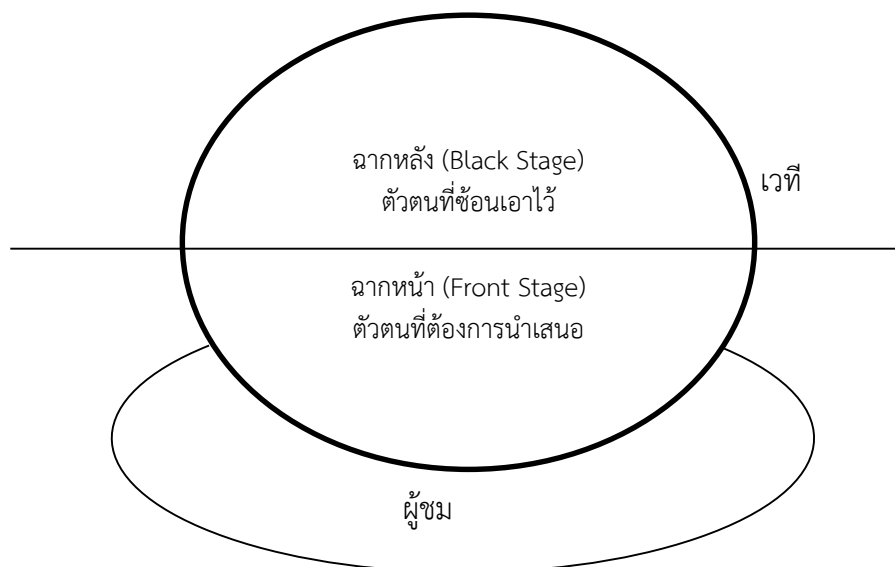 ฉากหลัง (Black Stage)
ตัวตนที่ซ้อนเอาไว้
เวที
ฉากหน้า (Front Stage)
ตัวตนที่ต้องการนำเสนอ
ผู้ชม